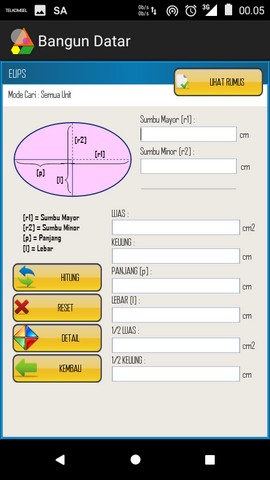 TELKOMSEL SA 0b/s 0b/s 3G 00.05
Bangun Datar
ELIPS
LIHAT RUMUS
Mode Cari : Semua Unit
Sumbu Mayor (r1) :
cm
Sumbu Minor (r2) :
cm
[r2]
[r1]
[p]
[l]
[r1] = Sumbu Mayor
[r2] = Sumbu Minor
[p] = Panjang
[l] = Lebar
LUAS :
cm2
KELILING :
cm
PANJANG (p) :
cm
LEBAR (l) :
cm
1/2 LUAS :
cm2
1/2 KELILING :
cm
HITUNG
RESET
DETAIL
KEMBALI